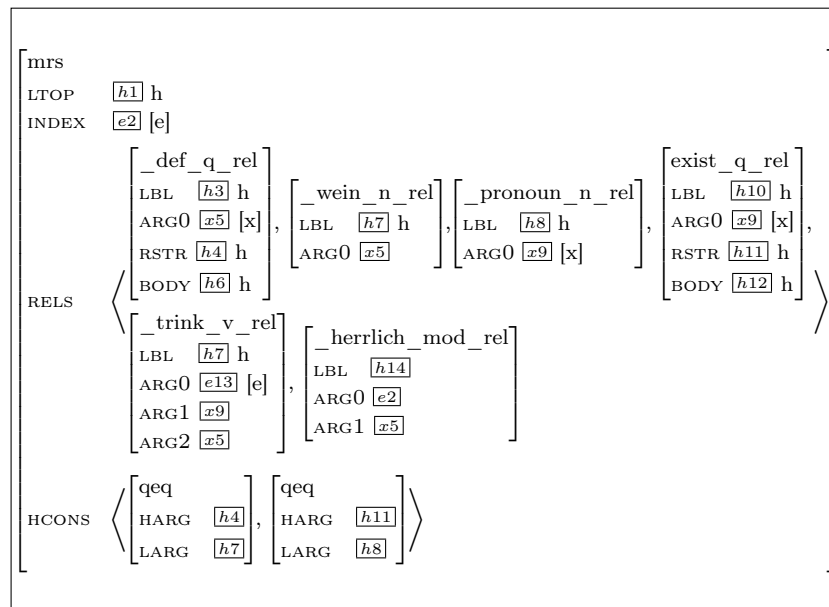 mrs
LTOP h1 h
INDEX e2 [e]
RELS
_def_q_rel
LBL h3 h
ARG0 x5 [x]
RSTR h4 h
BODY h6 h
,
_wein_n_rel
LBL h7 h
ARG0 x5
,
_pronoun_n_rel
LBL h8 h
ARG0 x9 [x]
,
exist_q_rel
LBL h10 h
ARG0 x9 [x]
RSTR h11 h
BODY h12 h
,
_trink_v_rel
LBL h7 h
ARG0 e13 [e]
ARG1 x9
ARG2 x5
,
_herrlich_mod_rel
LBL h14
ARG0 e2
ARG1 x5
HCONS
qeq
HARG h4
LARG h7
,
qeq
HARG h11
LARG h8